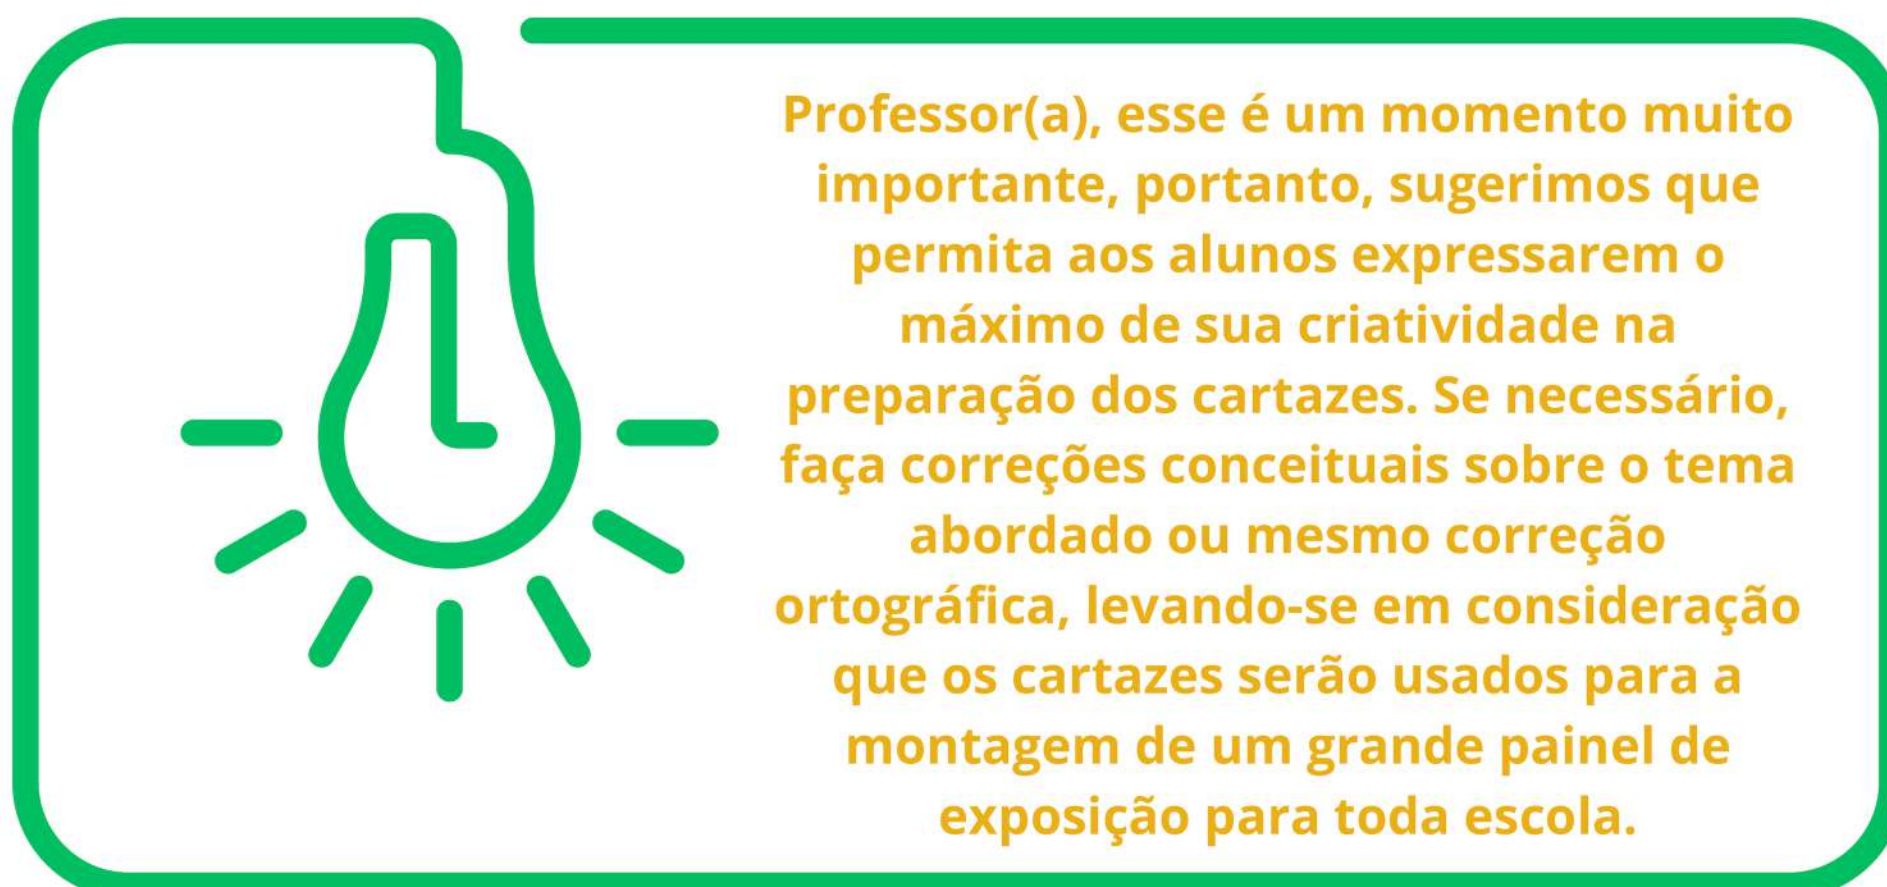 Professor(a), esse é um momento muito
importante, portanto, sugerimos que
permita aos alunos expressarem o
máximo de sua criatividade na
preparação dos cartazes. Se necessário,
faça correções conceituais sobre o tema
abordado ou mesmo correção
ortográfica, levando-se em consideração
que os cartazes serão usados para a
montagem de um grande painel de
exposição para toda escola.